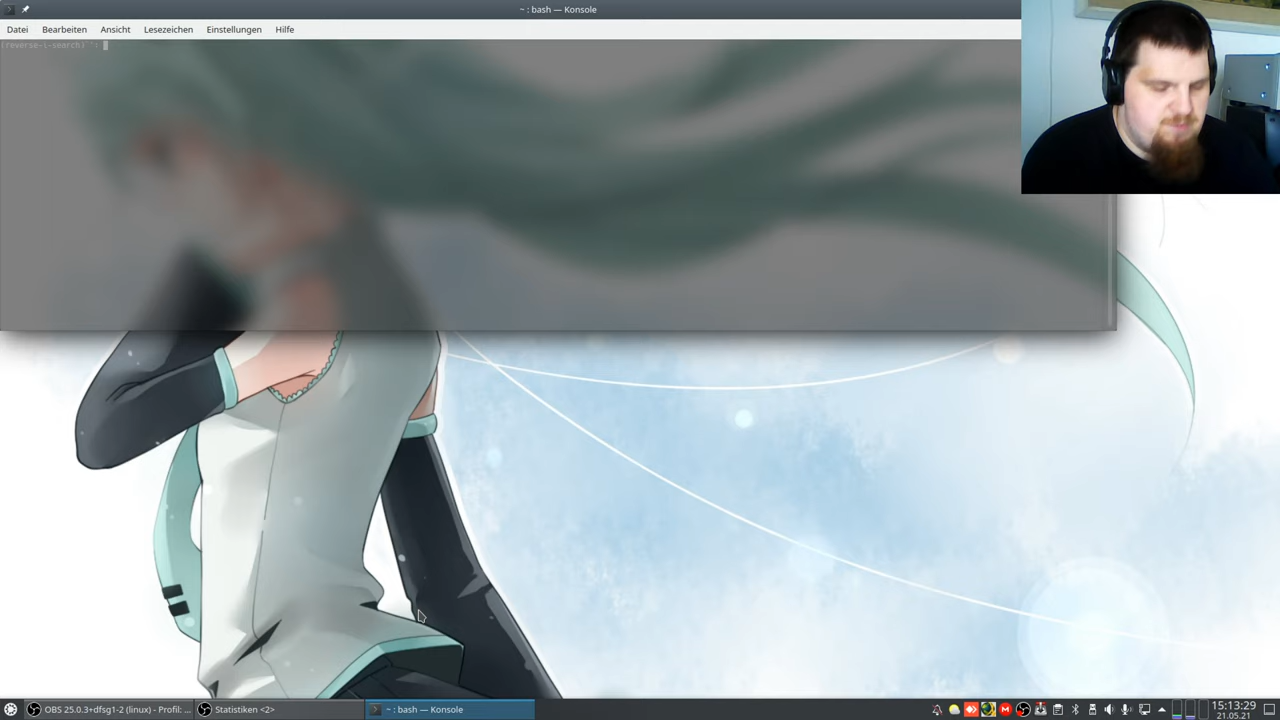 ~ : bash — Konsole
Datei Bearbeiten Ansicht Lesezeichen Einstellungen Hilfe
(reverse-i-search)`':
OBS 25.0.3+dfsg1-2 (linux) - Profil: ...
Statistiken <2>
~ : bash — Konsole
15:13:29
21.05.21